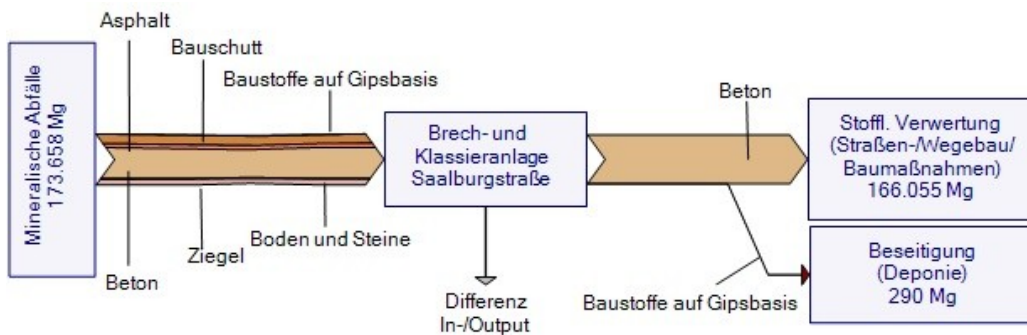 Asphalt
Bauschutt
Baustoffe auf Gipsbasis
Mineralische Abfälle
173.658 Mg
Brech- und
Klassieranlage
Saalburgstraße
Beton
Stoffl. Verwertung
(Straßen-/Wegebau/
Baumaßnahmen)
166.055 Mg
Beton
Ziegel
Boden und Steine
Differenz
In-/Output
Baustoffe auf Gipsbasis
Beseitigung
(Deponie)
290 Mg